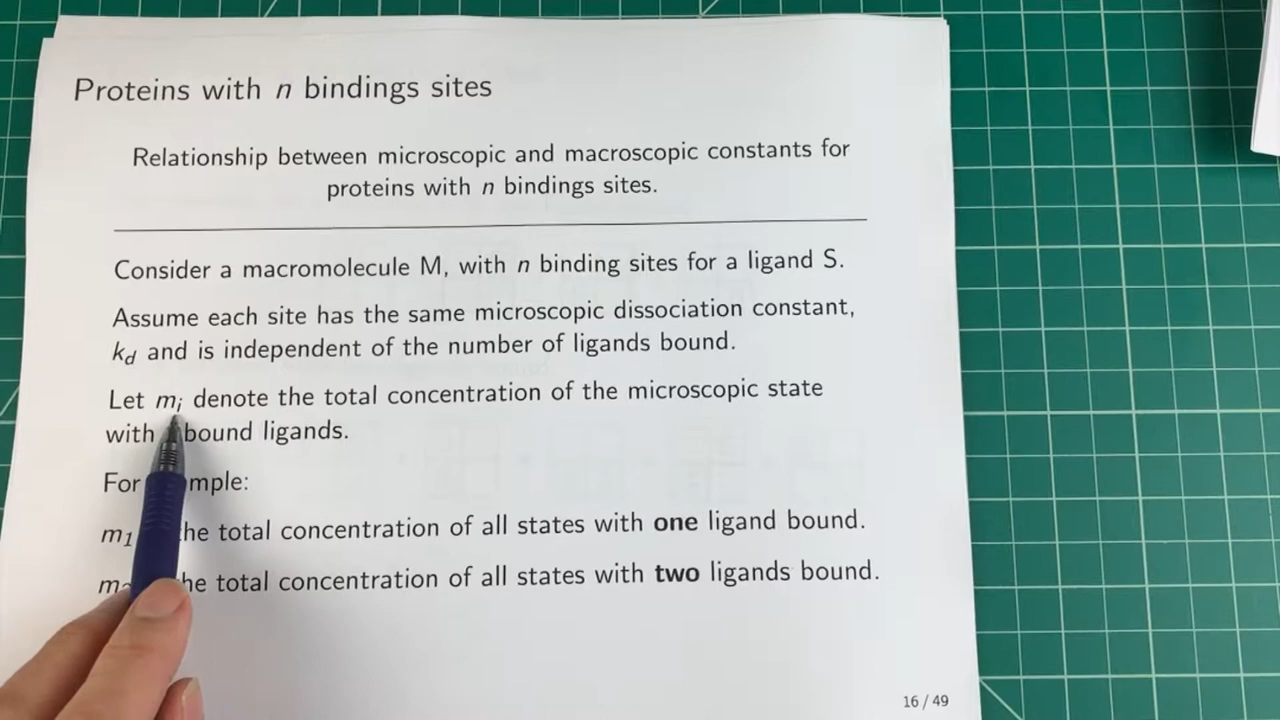 Proteins with n bindings sites
Relationship between microscopic and macroscopic constants for
proteins with n bindings sites.
Consider a macromolecule M, with n binding sites for a ligand S.
Assume each site has the same microscopic dissociation constant,
k_d and is independent of the number of ligands bound.
Let m_i denote the total concentration of the microscopic state
with bound ligands.
For mple:
m_1 the total concentration of all states with one ligand bound.
m he total concentration of all states with two ligands bound.
16 / 49